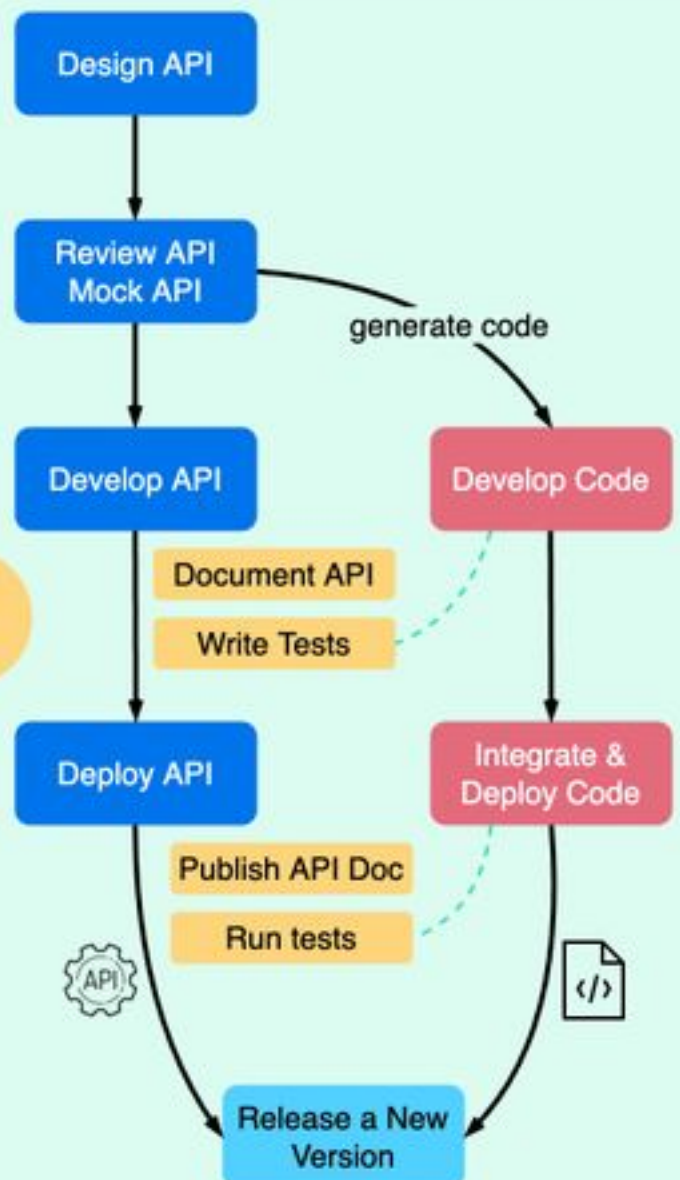 Design API
Review API
Mock API
generate code
Develop API
Develop Code
Document API
Write Tests
Deploy API
Integrate &
Deploy Code
Publish API Doc
Run tests
API
</>
Release a New
Version